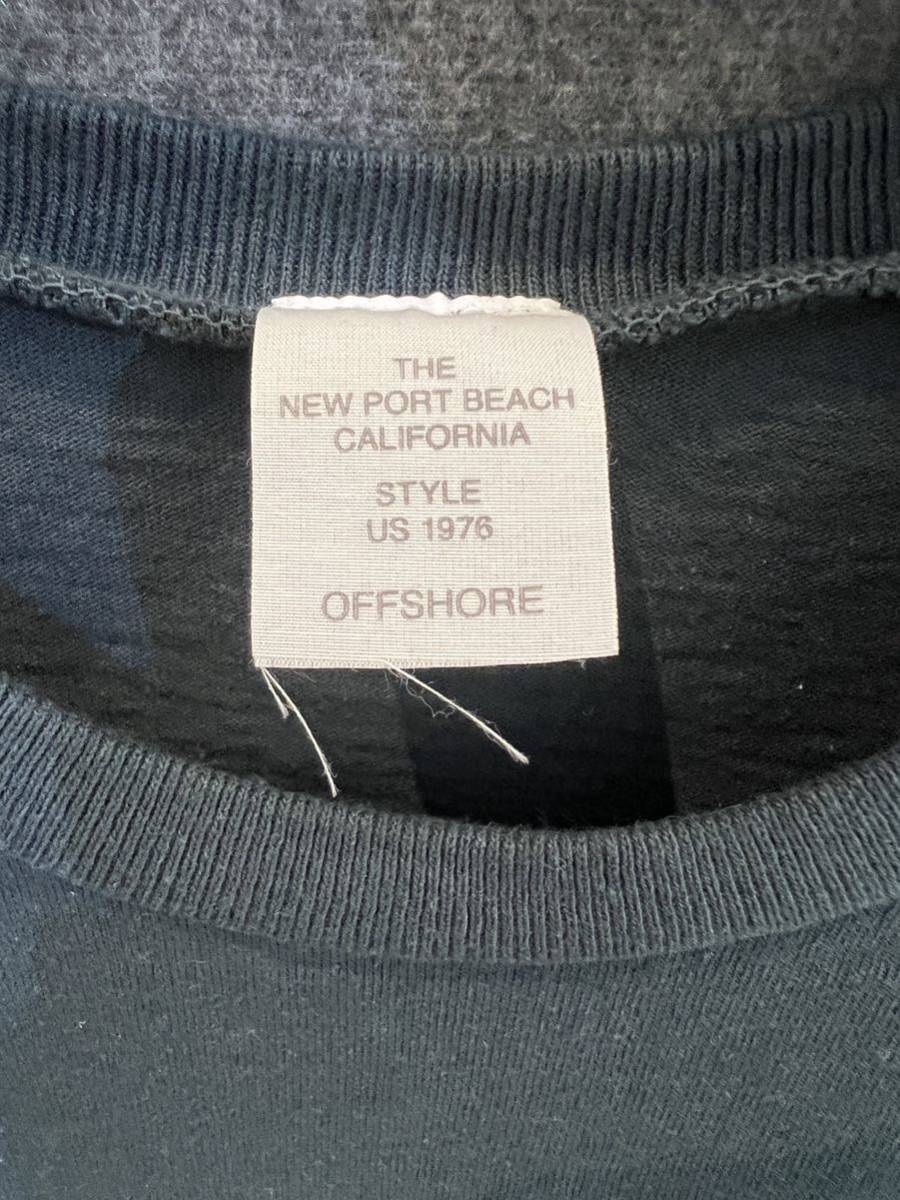 THE
NEW PORT BEACH
CALIFORNIA
STYLE
US 1976
OFFSHORE